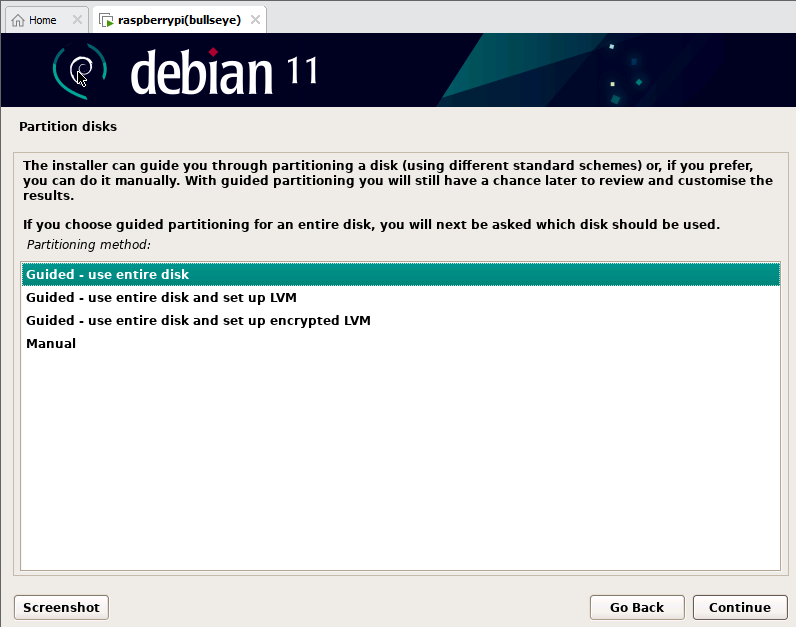 Home
raspberrypi(bullseye)
debian 11
Partition disks
The installer can guide you through partitioning a disk (using different standard schemes) or, if you prefer,
you can do it manually. With guided partitioning you will still have a chance later to review and customise the
results.
If you choose guided partitioning for an entire disk, you will next be asked which disk should be used.
Partitioning method:
Guided - use entire disk
Guided - use entire disk and set up LVM
Guided - use entire disk and set up encrypted LVM
Manual
Screenshot
Go Back
Continue